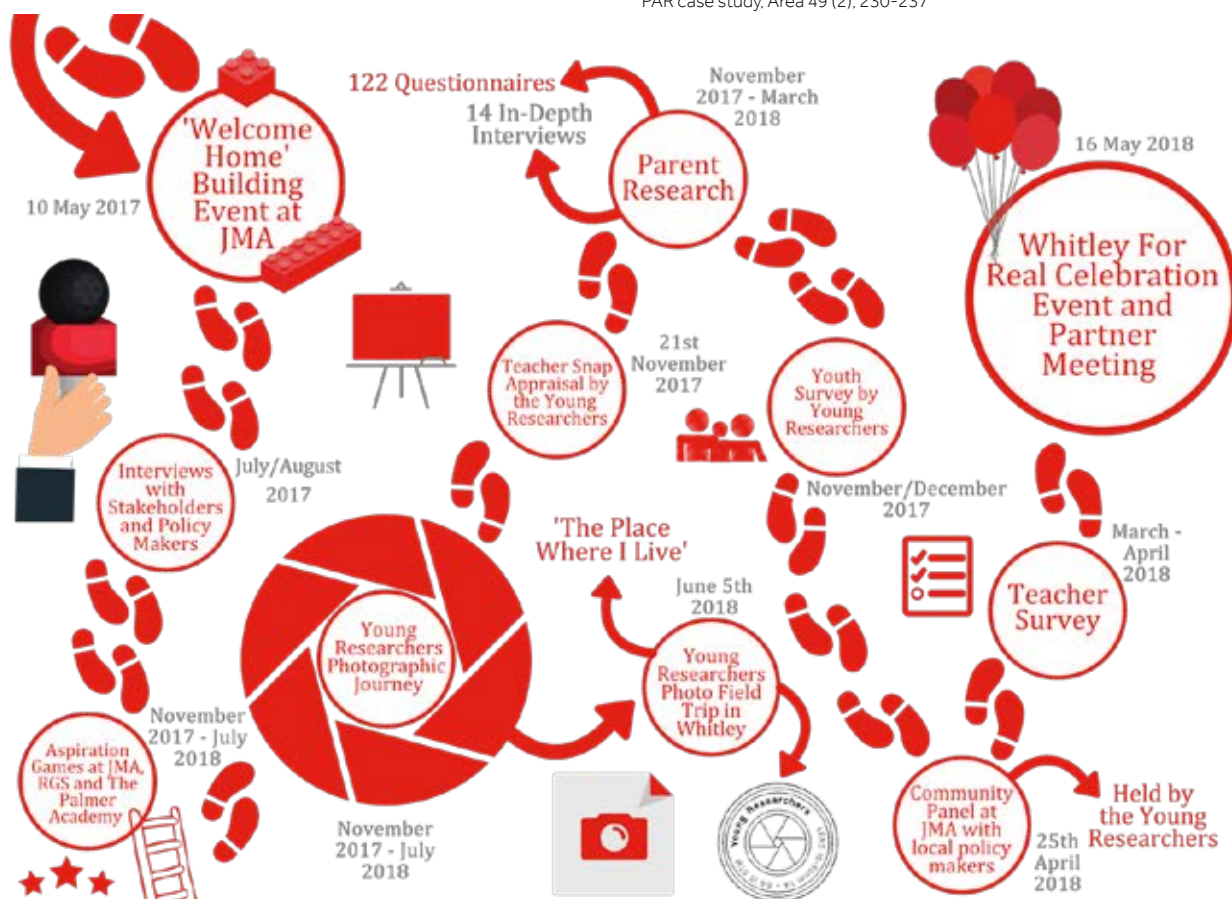 PAR case study, Area 49 (2), 230-237
'Welcome
Home'
Building
Event at
JMA
10 May 2017
Interviews
with
Stakeholders
and Policy
Makers
July/August
2017
Aspiration
Games at JMA,
RGS and The
Palmer
Academy
November
2017 - July
2018
Young
Researchers
Photographic
Journey
November
2017 - July
2018
'The Place
Where I Live'
June 5th
2018
Young
Researchers
Photo Field
Trip in
Whitley
Young Researchers
Teacher Snap
Appraisal by
the Young
Researchers
21st
November
2017
122 Questionnaires
14 In-Depth
Interviews
Parent
Research
November
2017 - March
2018
Youth
Survey by
Young
Researchers
November/December
2017
Community
Panel at
JMA with
local policy
makers
25th
April
2018
Held by
the Young
Researchers
Teacher
Survey
March -
April
2018
Whitley For
Real Celebration
Event and
Partner
Meeting
16 May 2018